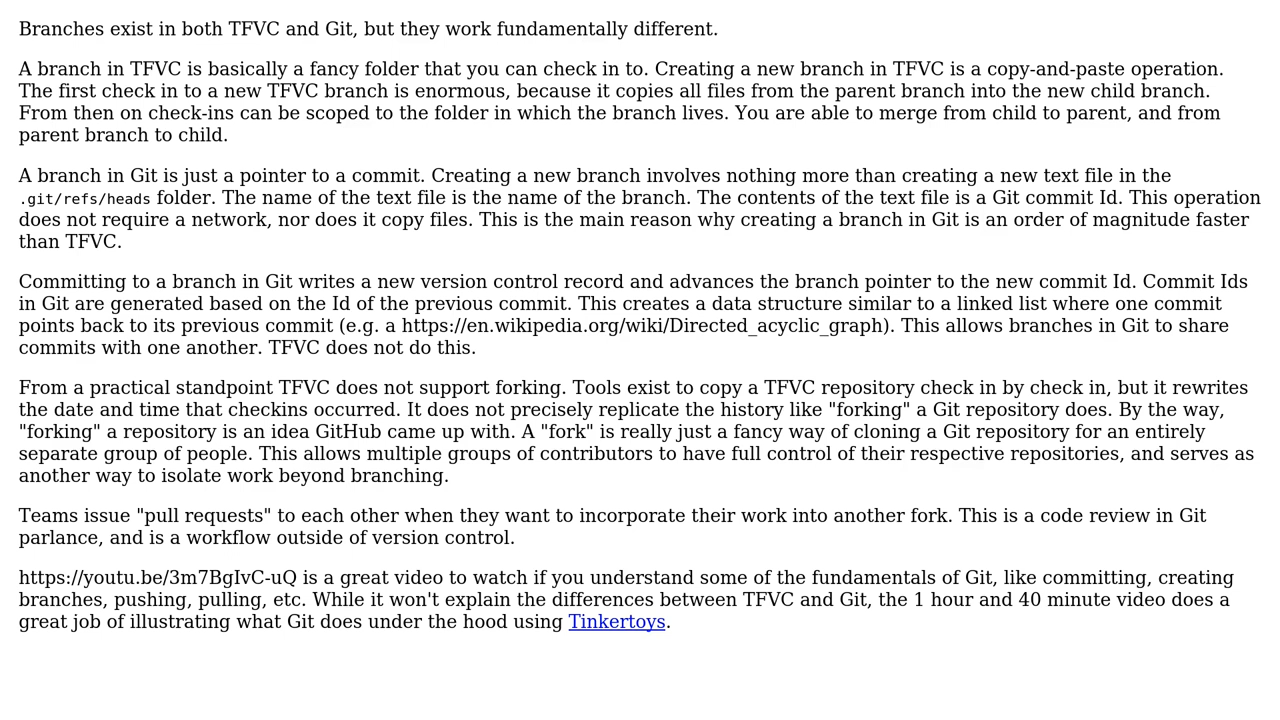 Branches exist in both TFVC and Git, but they work fundamentally different.
A branch in TFVC is basically a fancy folder that you can check in to. Creating a new branch in TFVC is a copy-and-paste operation.
The first check in to a new TFVC branch is enormous, because it copies all files from the parent branch into the new child branch.
From then on check-ins can be scoped to the folder in which the branch lives. You are able to merge from child to parent, and from
parent branch to child.
A branch in Git is just a pointer to a commit. Creating a new branch involves nothing more than creating a new text file in the
.git/refs/heads folder. The name of the text file is the name of the branch. The contents of the text file is a Git commit Id. This operation
does not require a network, nor does it copy files. This is the main reason why creating a branch in Git is an order of magnitude faster
than TFVC.
Committing to a branch in Git writes a new version control record and advances the branch pointer to the new commit Id. Commit Ids
in Git are generated based on the Id of the previous commit. This creates a data structure similar to a linked list where one commit
points back to its previous commit (e.g. a https://en.wikipedia.org/wiki/Directed_acyclic_graph). This allows branches in Git to share
commits with one another. TFVC does not do this.
From a practical standpoint TFVC does not support forking. Tools exist to copy a TFVC repository check in by check in, but it rewrites
the date and time that checkins occurred. It does not precisely replicate the history like "forking" a Git repository does. By the way,
"forking" a repository is an idea GitHub came up with. A "fork" is really just a fancy way of cloning a Git repository for an entirely
separate group of people. This allows multiple groups of contributors to have full control of their respective repositories, and serves as
another way to isolate work beyond branching.
Teams issue "pull requests" to each other when they want to incorporate their work into another fork. This is a code review in Git
parlance, and is a workflow outside of version control.
https://youtu.be/3m7BgIvC-uQ is a great video to watch if you understand some of the fundamentals of Git, like committing, creating
branches, pushing, pulling, etc. While it won't explain the differences between TFVC and Git, the 1 hour and 40 minute video does a
great job of illustrating what Git does under the hood using Tinkertoys.